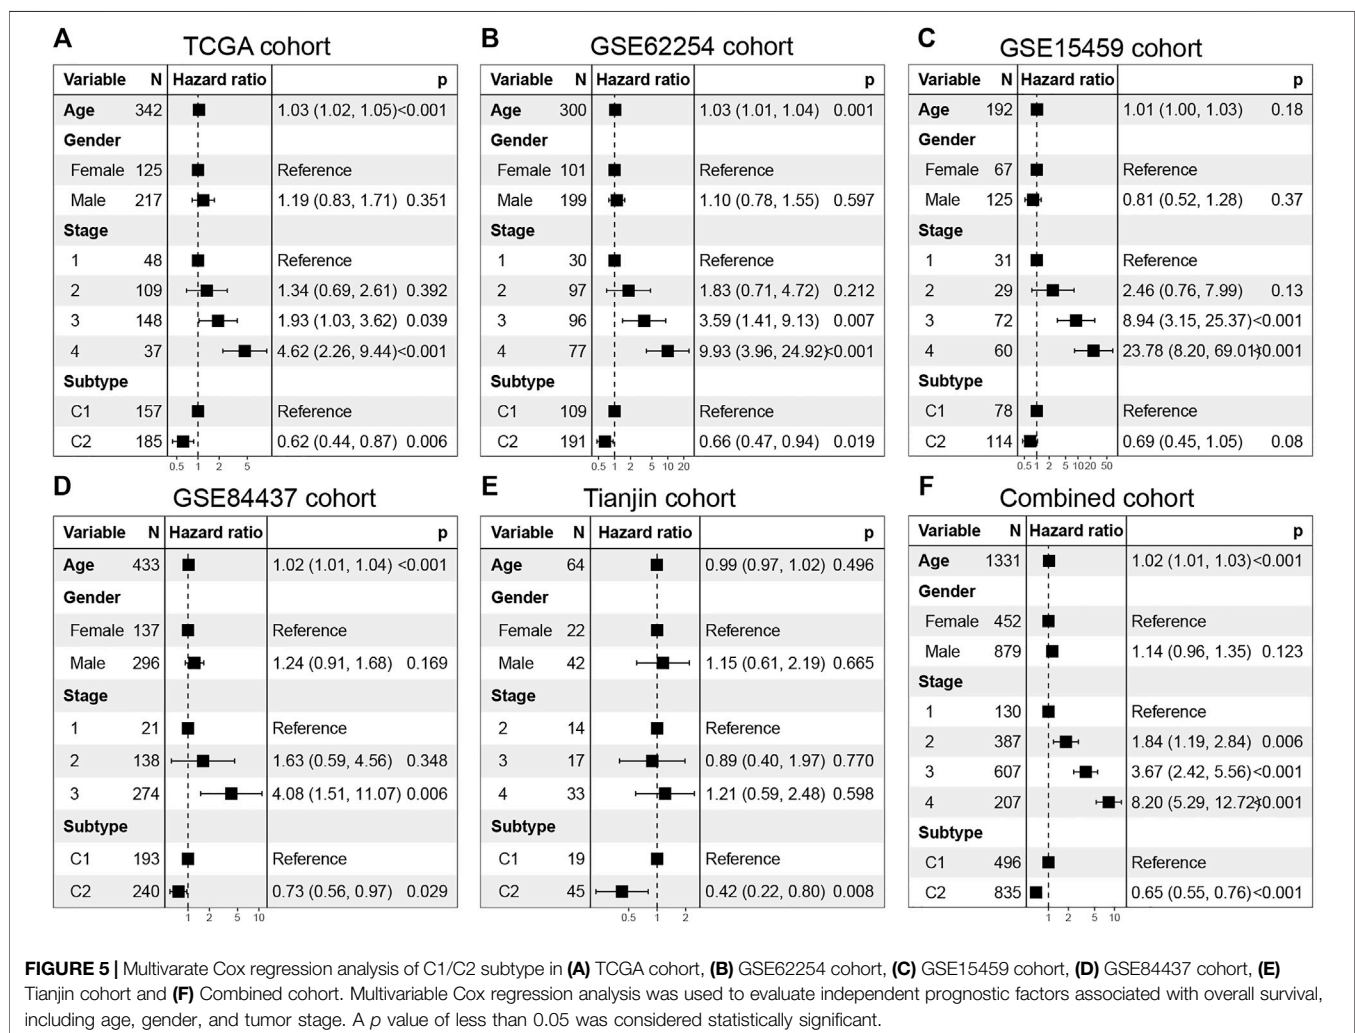 A TCGA cohort
Variable N Hazard ratio p
Age 342 1.03 (1.02, 1.05)<0.001
Gender
Female 125 Reference
Male 217 1.19 (0.83, 1.71) 0.351
Stage
1 48 Reference
2 109 1.34 (0.69, 2.61) 0.392
3 148 1.93 (1.03, 3.62) 0.039
4 37 4.62 (2.26, 9.44)<0.001
Subtype
C1 157 Reference
C2 185 0.62 (0.44, 0.87) 0.006
0.5 1 2 5
B GSE62254 cohort
Variable N Hazard ratio p
Age 300 1.03 (1.01, 1.04) 0.001
Gender
Female 101 Reference
Male 199 1.10 (0.78, 1.55) 0.597
Stage
1 30 Reference
2 97 1.83 (0.71, 4.72) 0.212
3 96 3.59 (1.41, 9.13) 0.007
4 77 9.93 (3.96, 24.92)<0.001
Subtype
C1 109 Reference
C2 191 0.66 (0.47, 0.94) 0.019
0.5 1 2 5 10 20
C GSE15459 cohort
Variable N Hazard ratio p
Age 192 1.01 (1.00, 1.03) 0.18
Gender
Female 67 Reference
Male 125 0.81 (0.52, 1.28) 0.37
Stage
1 31 Reference
2 29 2.46 (0.76, 7.99) 0.13
3 72 8.94 (3.15, 25.37)<0.001
4 60 23.78 (8.20, 69.01)<0.001
Subtype
C1 78 Reference
C2 114 0.69 (0.45, 1.05) 0.08
0.5 1 2 5 10 20 50
D GSE84437 cohort
Variable N Hazard ratio p
Age 433 1.02 (1.01, 1.04) <0.001
Gender
Female 137 Reference
Male 296 1.24 (0.91, 1.68) 0.169
Stage
1 21 Reference
2 138 1.63 (0.59, 4.56) 0.348
3 274 4.08 (1.51, 11.07) 0.006
Subtype
C1 193 Reference
C2 240 0.73 (0.56, 0.97) 0.029
1 2 5 10
E Tianjin cohort
Variable N Hazard ratio p
Age 64 0.99 (0.97, 1.02) 0.496
Gender
Female 22 Reference
Male 42 1.15 (0.61, 2.19) 0.665
Stage
2 14 Reference
3 17 0.89 (0.40, 1.97) 0.770
4 33 1.21 (0.59, 2.48) 0.598
Subtype
C1 19 Reference
C2 45 0.42 (0.22, 0.80) 0.008
0.5 1 2
F Combined cohort
Variable N Hazard ratio p
Age 1331 1.02 (1.01, 1.03)<0.001
Gender
Female 452 Reference
Male 879 1.14 (0.96, 1.35) 0.123
Stage
1 130 Reference
2 387 1.84 (1.19, 2.84) 0.006
3 607 3.67 (2.42, 5.56)<0.001
4 207 8.20 (5.29, 12.72)<0.001
Subtype
C1 496 Reference
C2 835 0.65 (0.55, 0.76)<0.001
1 2 5 10
FIGURE 5 | Multivarate Cox regression analysis of C1/C2 subtype in (A) TCGA cohort, (B) GSE62254 cohort, (C) GSE15459 cohort, (D) GSE84437 cohort, (E)
Tianjin cohort and (F) Combined cohort. Multivariable Cox regression analysis was used to evaluate independent prognostic factors associated with overall survival,
including age, gender, and tumor stage. A p value of less than 0.05 was considered statistically significant.